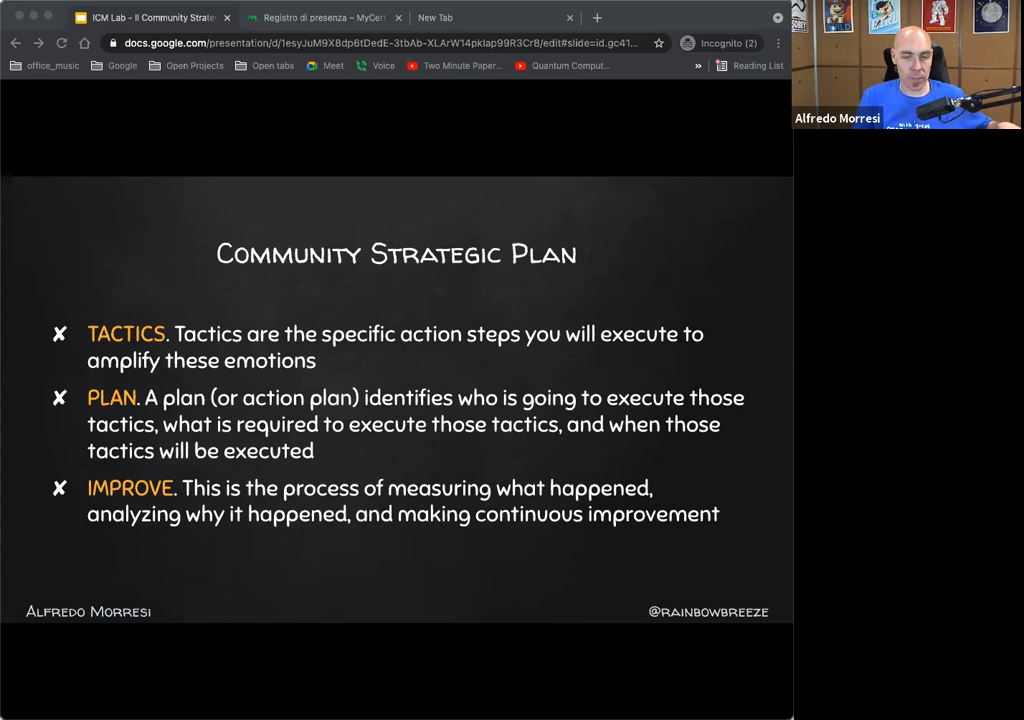 ICM Lab - Il Community Strate
Registro di presenza – MyCert
New Tab
docs.google.com/presentation/d/1esyJuM9X8dp6tDedE-3tbAb-XLArW14pkIap99R3Cr8/edit#slide=id.gc41...
Incognito (2)
office_music
Google
Open Projects
Open tabs
Meet
Voice
Two Minute Paper...
Quantum Comput...
»
Reading List
Alfredo Morresi
With great
COMMUNITY STRATEGIC PLAN
✘ TACTICS. Tactics are the specific action steps you will execute to
amplify these emotions
✘ PLAN. A plan (or action plan) identifies who is going to execute those
tactics, what is required to execute those tactics, and when those
tactics will be executed
✘ IMPROVE. This is the process of measuring what happened,
analyzing why it happened, and making continuous improvement
ALFREDO MORRESI
@RAINBOWBREEZE